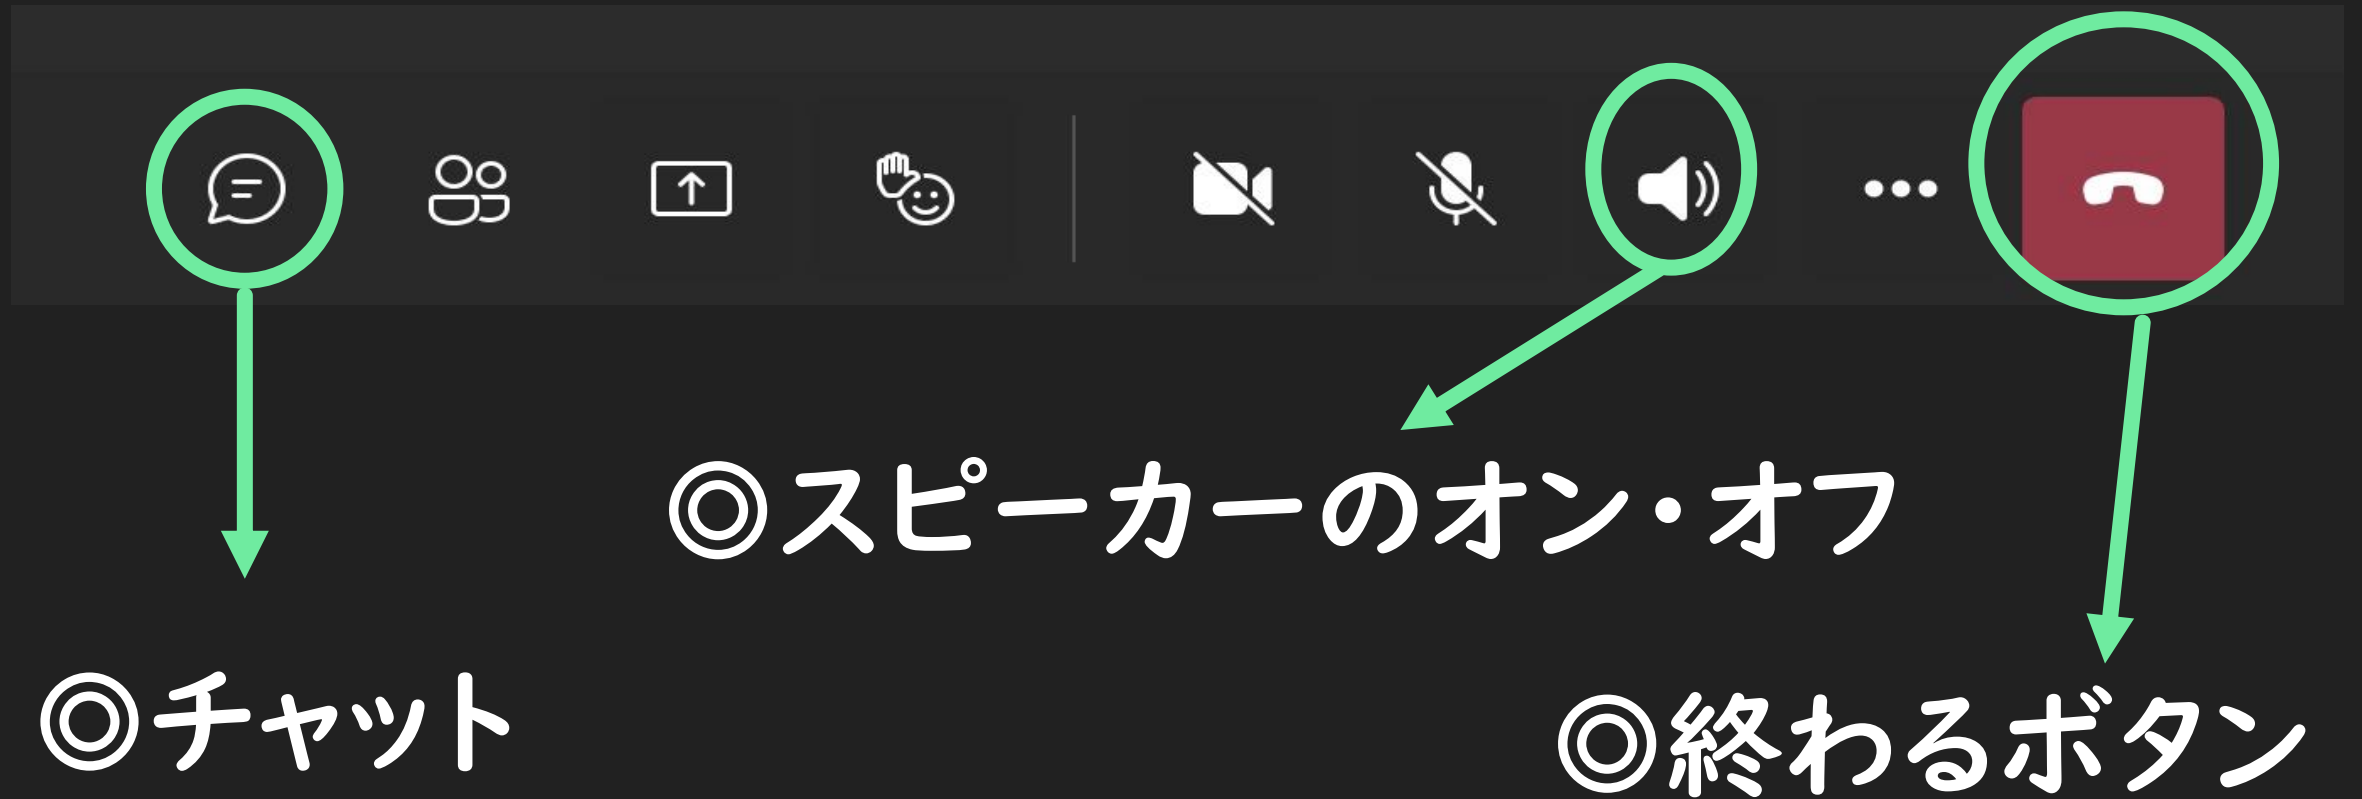 ◎スピーカーのオン・オフ
◎チャット
◎終わるボタン